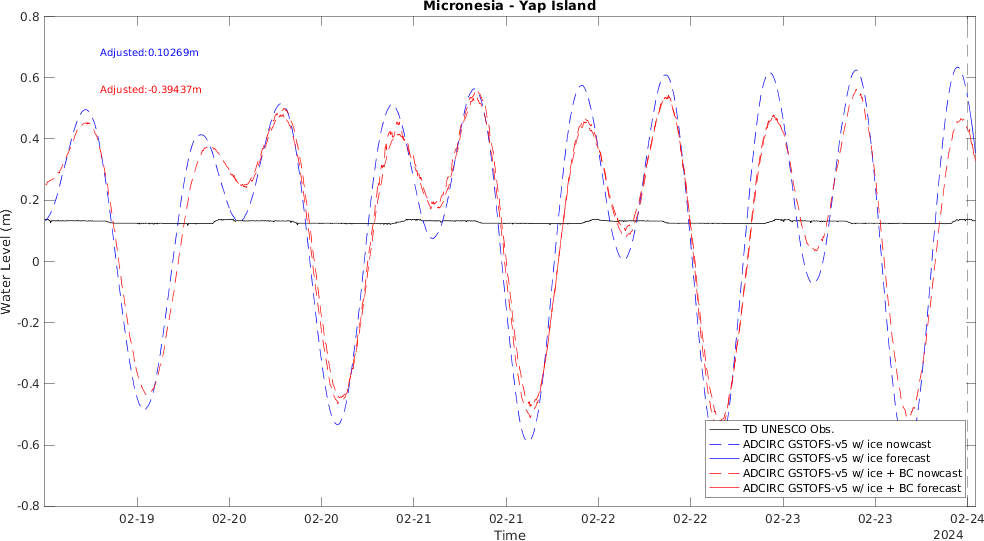 Micronesia - Yap Island
Adjusted:0.10269m
Adjusted:-0.39437m
Water Level (m)
0.8
0.6
0.4
0.2
0
-0.2
-0.4
-0.6
-0.8
TD UNESCO Obs.
ADCIRC GSTOFS-v5 w/ ice nowcast
ADCIRC GSTOFS-v5 w/ ice forecast
ADCIRC GSTOFS-v5 w/ ice + BC nowcast
ADCIRC GSTOFS-v5 w/ ice + BC forecast
02-19 02-20 02-20 02-21 02-21 02-22 02-22 02-23 02-23 02-24
Time
2024